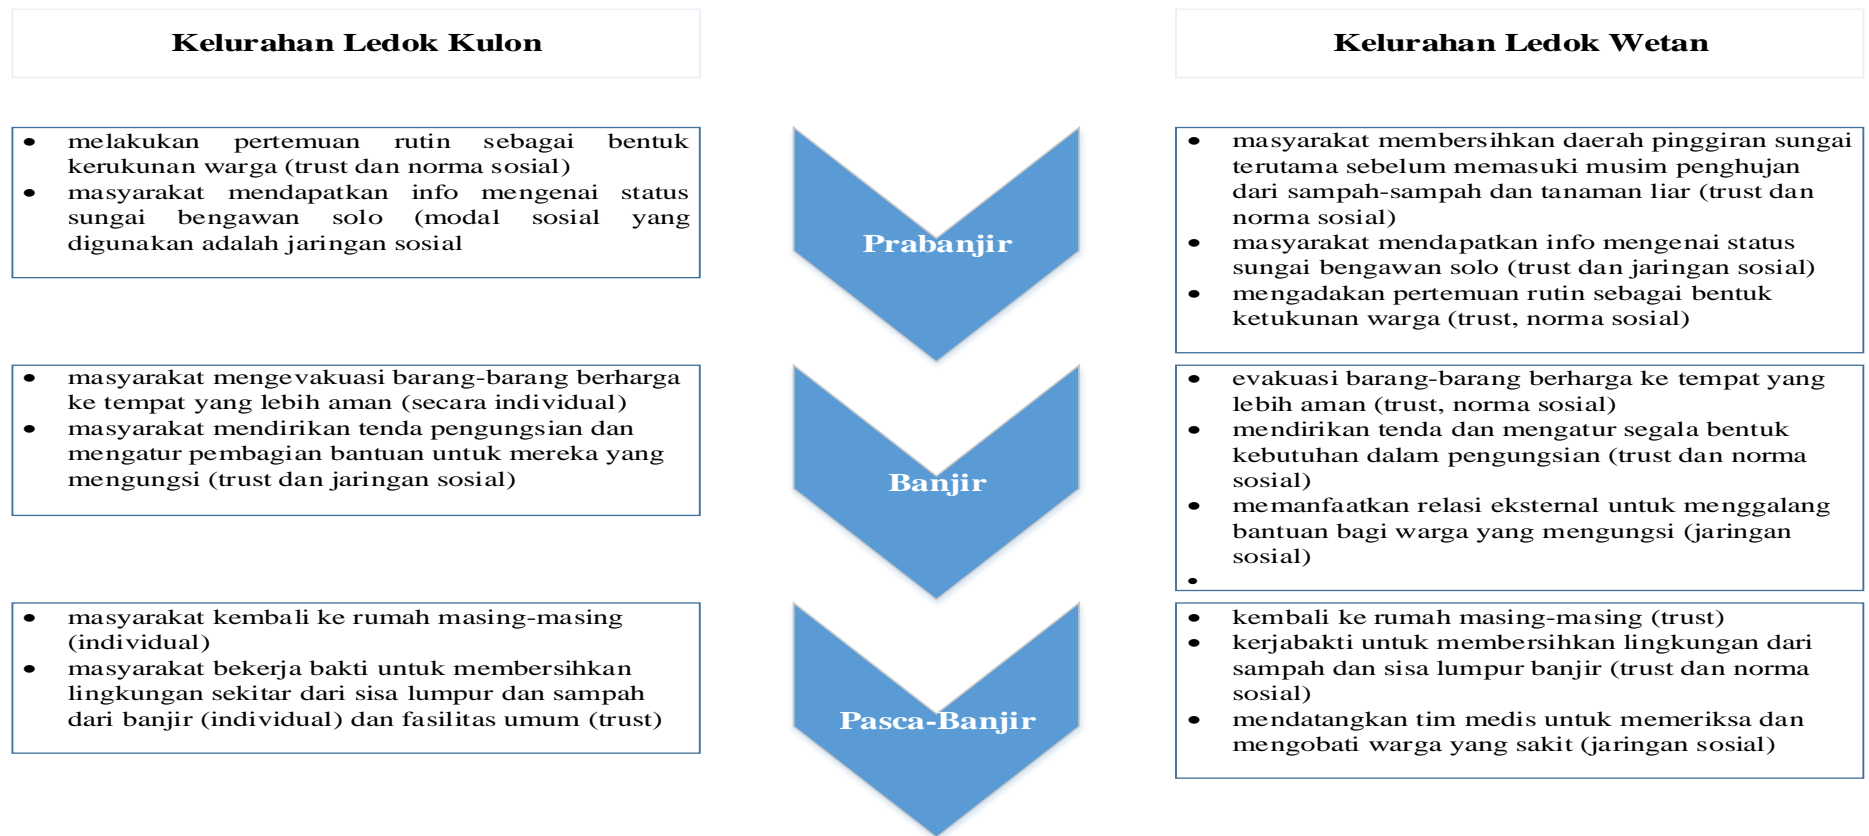 Kelurahan Ledok Kulon
Kelurahan Ledok Wetan
• melakukan pertemuan rutin sebagai bentuk
kerukunan warga (trust dan norma sosial)
• masyarakat mendapatkan info mengenai status
sungai bengawan solo (modal sosial yang
digunakan adalah jaringan sosial
Prabanjir
• masyarakat membersihkan daerah pinggiran sungai
terutama sebelum memasuki musim penghujan
dari sampah-sampah dan tanaman liar (trust dan
norma sosial)
• masyarakat mendapatkan info mengenai status
sungai bengawan solo (trust dan jaringan sosial)
• mengadakan pertemuan rutin sebagai bentuk
ketukunan warga (trust, norma sosial)
• masyarakat mengevakuasi barang-barang berharga
ke tempat yang lebih aman (secara individual)
• masyarakat mendirikan tenda pengungsian dan
mengatur pembagian bantuan untuk mereka yang
mengungsi (trust dan jaringan sosial)
Banjir
• evakuasi barang-barang berharga ke tempat yang
lebih aman (trust, norma sosial)
• mendirikan tenda dan mengatur segala bentuk
kebutuhan dalam pengungsian (trust dan norma
sosial)
• memanfaatkan relasi eksternal untuk menggalang
bantuan bagi warga yang mengungsi (jaringan
sosial)
•
• masyarakat kembali ke rumah masing-masing
(individual)
• masyarakat bekerja bakti untuk membersihkan
lingkungan sekitar dari sisa lumpur dan sampah
dari banjir (individual) dan fasilitas umum (trust)
Pasca-Banjir
• kembali ke rumah masing-masing (trust)
• kerjabakti untuk membersihkan lingkungan dari
sampah dan sisa lumpur banjir (trust dan norma
sosial)
• mendatangkan tim medis untuk memeriksa dan
mengobati warga yang sakit (jaringan sosial)